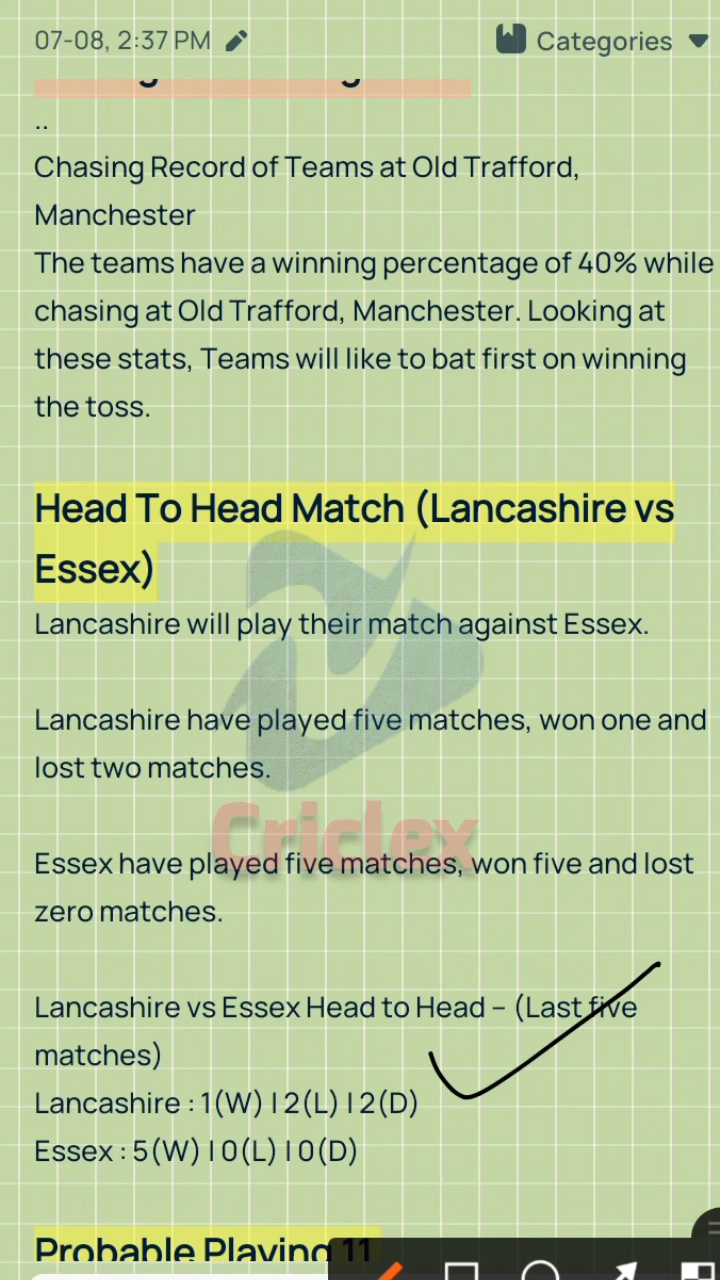 07-08, 2:37 PM
Categories
..
Chasing Record of Teams at Old Trafford,
Manchester
The teams have a winning percentage of 40% while
chasing at Old Trafford, Manchester. Looking at
these stats, Teams will like to bat first on winning
the toss.
Head To Head Match (Lancashire vs
Essex)
Lancashire will play their match against Essex.
Lancashire have played five matches, won one and
lost two matches.
Criclex
Essex have played five matches, won five and lost
zero matches.
Lancashire vs Essex Head to Head – (Last five
matches)
Lancashire : 1(W) | 2(L) | 2(D)
Essex : 5(W) | 0(L) | 0(D)
Probable Playing 11